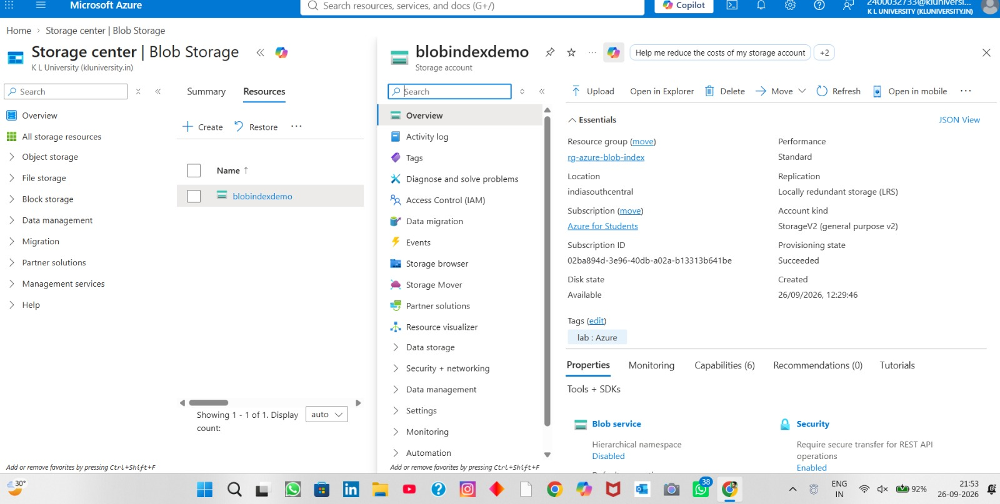 Microsoft Azure
Search resources, services, and docs (G+/)
Copilot
2400032733@kluniversi...
K L UNIVERSITY (KLUNIVERSITY.IN)
Home > Storage center | Blob Storage
Storage center | Blob Storage
K L University (kluniversity.in)
Search
Overview
All storage resources
Object storage
File storage
Block storage
Data management
Migration
Partner solutions
Management services
Help
Add or remove favorites by pressing Ctrl+Shift+F
Summary Resources
Create Restore ...
Name ↑
blobindexdemo
Showing 1 - 1 of 1. Display count: auto
blobindexdemo
Storage account
... Help me reduce the costs of my storage account +2
Search
Overview
Activity log
Tags
Diagnose and solve problems
Access Control (IAM)
Data migration
Events
Storage browser
Storage Mover
Partner solutions
Resource visualizer
Data storage
Security + networking
Data management
Settings
Monitoring
Automation
Add or remove favorites by pressing Ctrl+Shift+F
Upload Open in Explorer Delete Move Refresh Open in mobile ...
Essentials JSON View
Resource group (move)
rg-azure-blob-index
Location
indiasouthcentral
Subscription (move)
Azure for Students
Subscription ID
02ba894d-3e96-40db-a02a-b13313b641be
Disk state
Available
Performance
Standard
Replication
Locally redundant storage (LRS)
Account kind
StorageV2 (general purpose v2)
Provisioning state
Succeeded
Created
26/09/2026, 12:29:46
Tags (edit)
lab : Azure
Properties Monitoring Capabilities (6) Recommendations (0) Tutorials
Tools + SDKs
Blob service
Hierarchical namespace
Disabled
Security
Require secure transfer for REST API
operations
Enabled
30°
38
ENG
IN
92%
21:53
26-09-2026